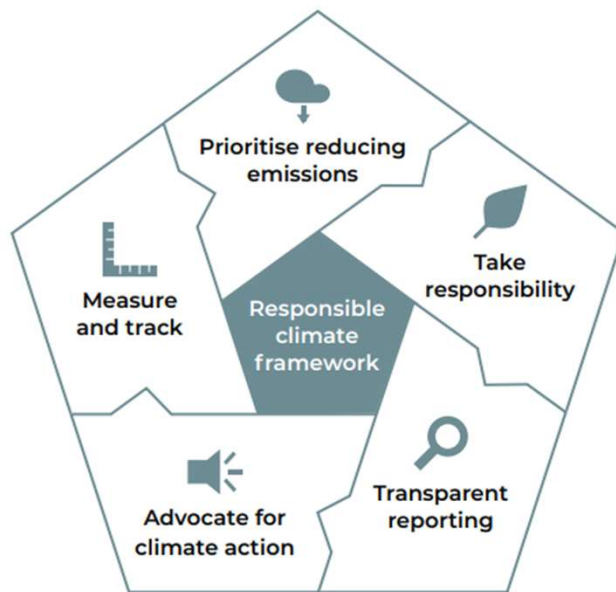 Prioritise reducing
emissions
Take
responsibility
Measure
and track
Responsible
climate
framework
Transparent
reporting
Advocate for
climate action